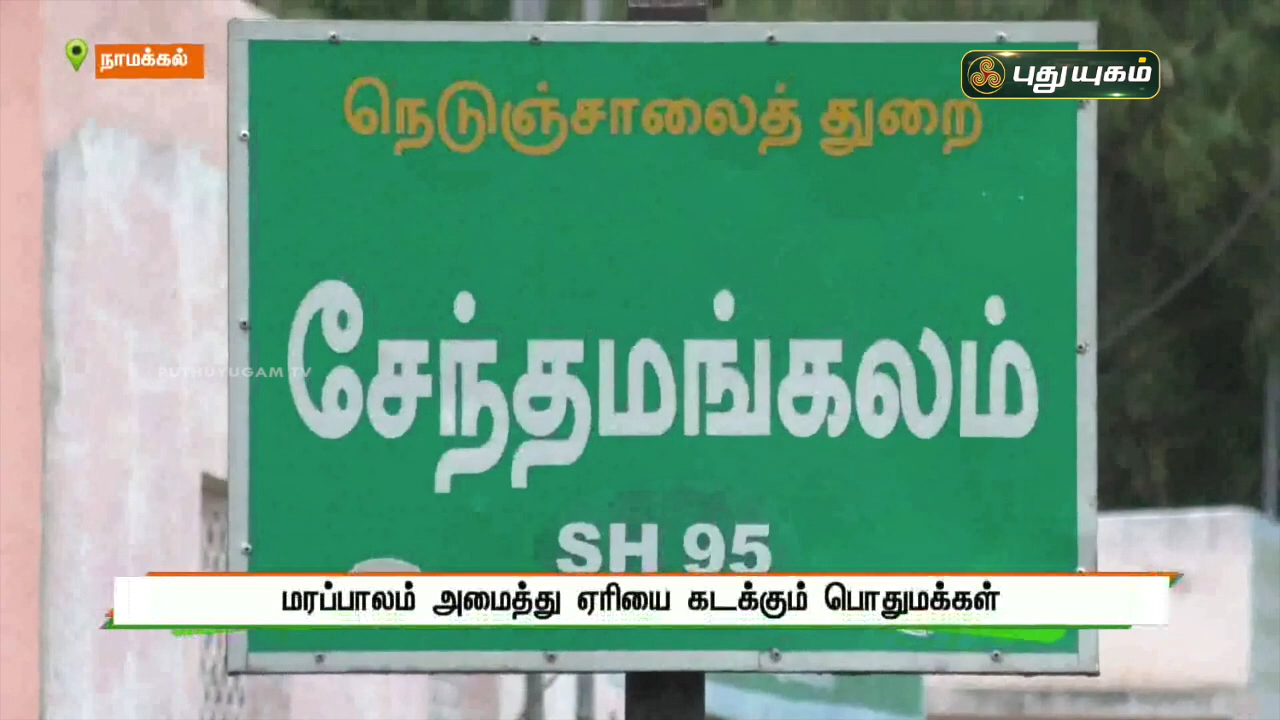 நாமக்கல்
புதுயுகம்
நெடுஞ்சாலைத் துறை
சேந்தமங்கலம்
PUTHUYUGAM TV
SH 95
மரப்பாலம் அமைத்து ஏரியை கடக்கும் பொதுமக்கள்